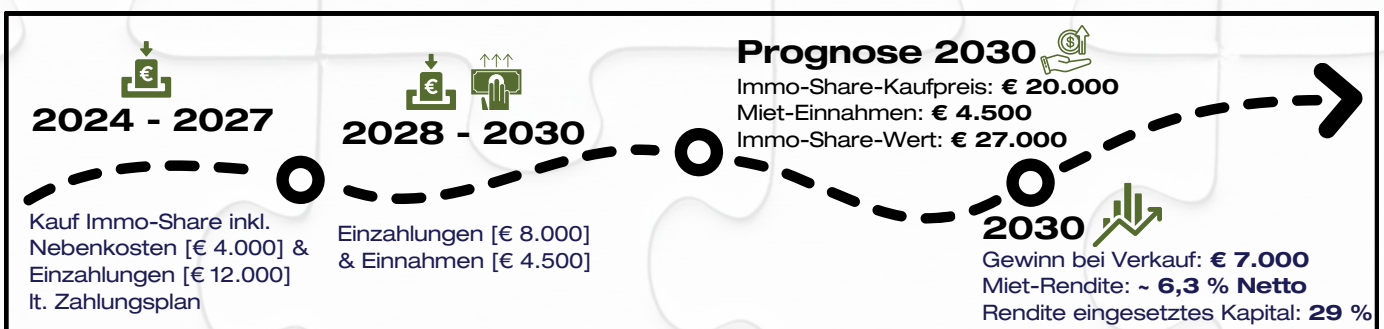 2024 - 2027
Kauf Immo-Share inkl.
Nebenkosten [€ 4.000] &
Einzahlungen [€ 12.000]
lt. Zahlungsplan
2028 - 2030
Einzahlungen [€ 8.000]
& Einnahmen [€ 4.500]
Prognose 2030
Immo-Share-Kaufpreis: € 20.000
Miet-Einnahmen: € 4.500
Immo-Share-Wert: € 27.000
2030
Gewinn bei Verkauf: € 7.000
Miet-Rendite: ~ 6,3 % Netto
Rendite eingesetztes Kapital: 29 %